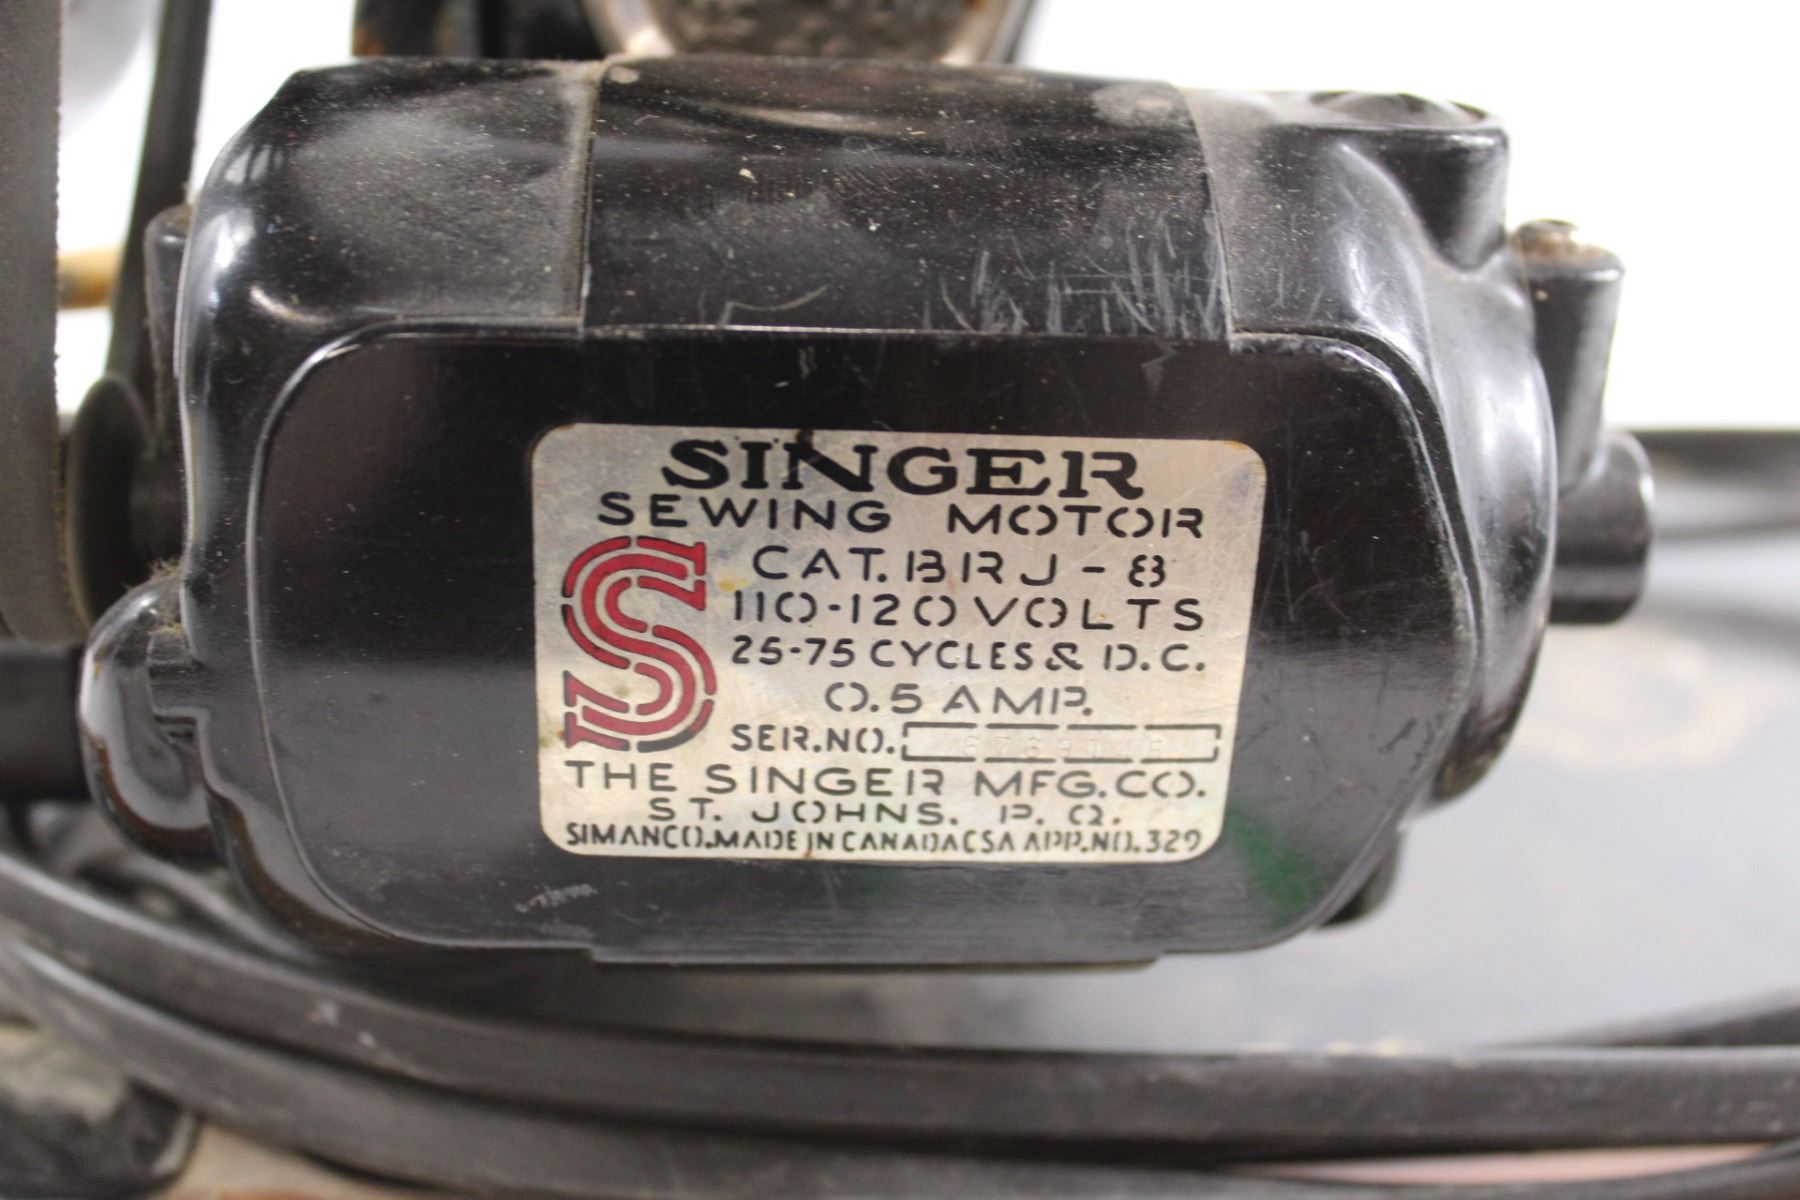 SINGER
SEWING MOTOR
CAT. BRJ-8
110-120 VOLTS
25-75 CYCLES & D.C.
0.5 AMP.
S
SER.NO.
THE SINGER MFG.CO.
ST. JOHNS. P.Q.
SIMANCO.MADE IN CANADA CSA APP.NO.329